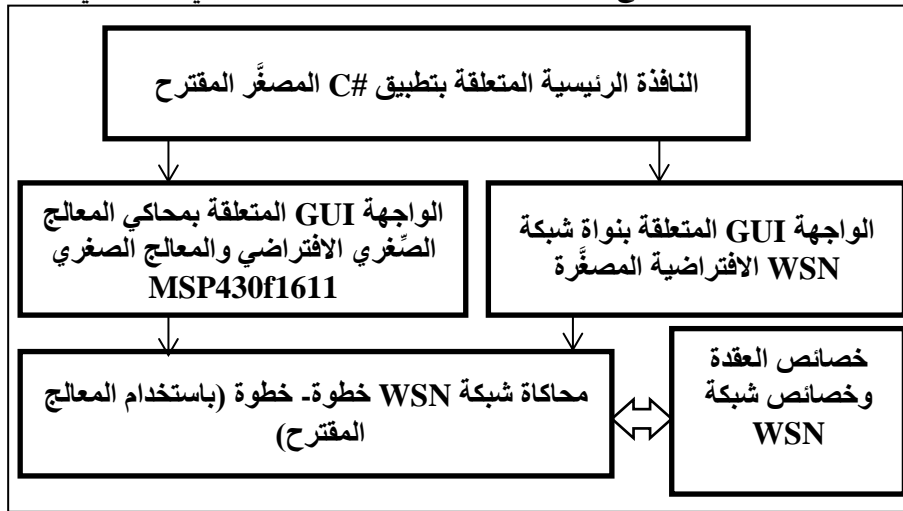 النافذة الرئيسية المتعلقة بتطبيق C# المصغَّر المقترح
الواجهة GUI المتعلقة بنواة شبكة
WSN الافتراضية المصغَّرة
الواجهة GUI المتعلقة بمحاكي المعالج
الصِّغري الافتراضي والمعالج الصغري
MSP430f1611
خصائص العقدة
وخصائص شبكة
WSN
محاكاة شبكة WSN خطوة- خطوة (باستخدام المعالج
المقترح)